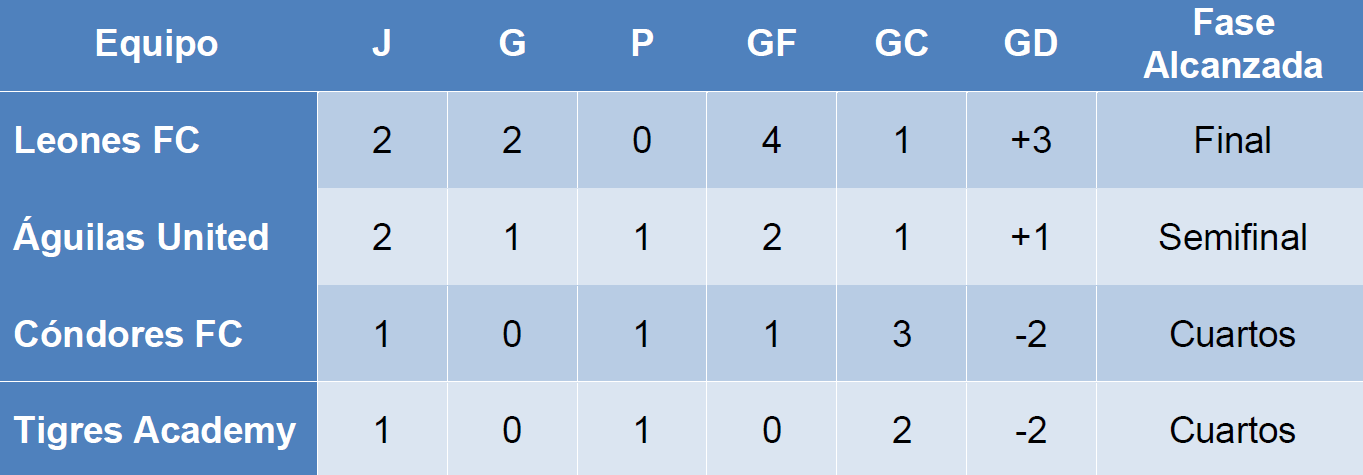 Equipo J G P GF GC GD Fase Alcanzada
Leones FC 2 2 0 4 1 +3 Final
Águilas United 2 1 1 2 1 +1 Semifinal
Cóndores FC 1 0 1 1 3 -2 Cuartos
Tigres Academy 1 0 1 0 2 -2 Cuartos